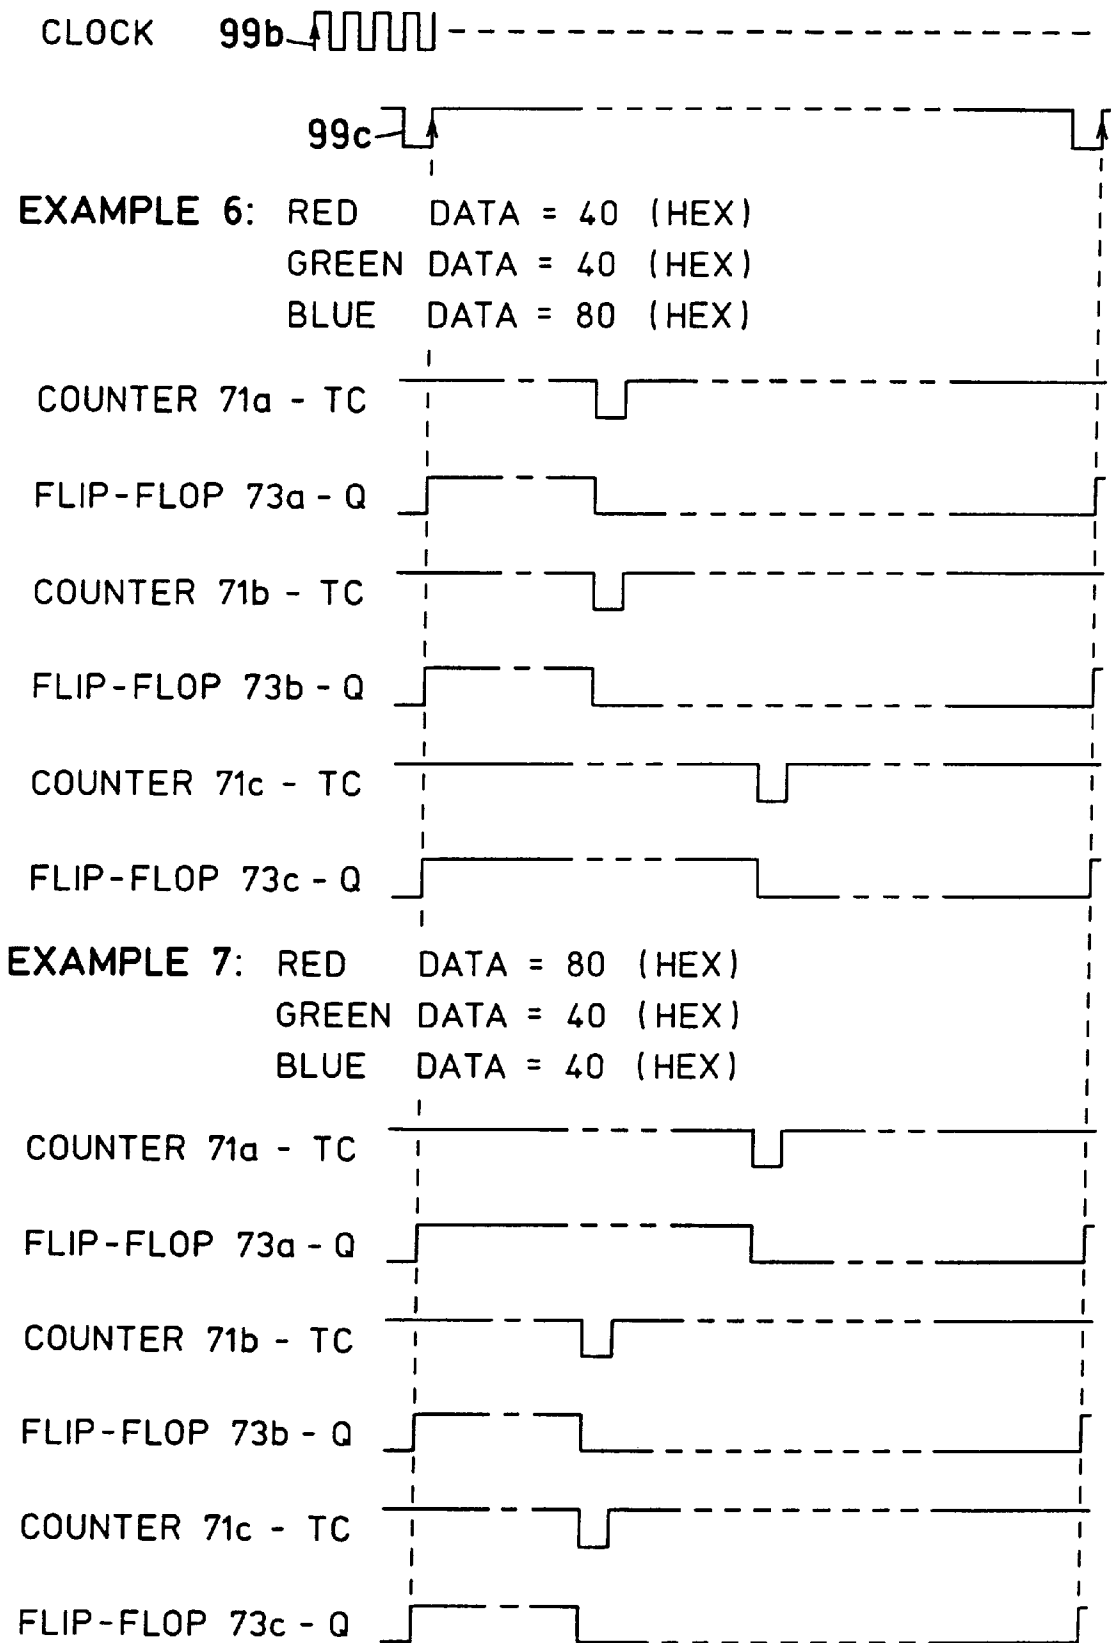 CLOCK 99b
99c
EXAMPLE 6: RED DATA = 40 (HEX)
GREEN DATA = 40 (HEX)
BLUE DATA = 80 (HEX)
COUNTER 71a - TC
FLIP-FLOP 73a - Q
COUNTER 71b - TC
FLIP-FLOP 73b - Q
COUNTER 71c - TC
FLIP-FLOP 73c - Q
EXAMPLE 7: RED DATA = 80 (HEX)
GREEN DATA = 40 (HEX)
BLUE DATA = 40 (HEX)
COUNTER 71a - TC
FLIP-FLOP 73a - Q
COUNTER 71b - TC
FLIP-FLOP 73b - Q
COUNTER 71c - TC
FLIP-FLOP 73c - Q